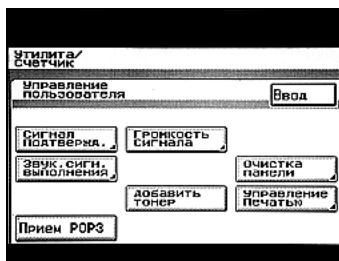 Утилита/
Счетчик
Управление
пользователя
Ввод
Сигнал
подтвержд.
Громкость
сигнала
Звук.сигн.
выполнения
Очистка
панели
добавить
тонер
Управление
Печатью
Прием POP3